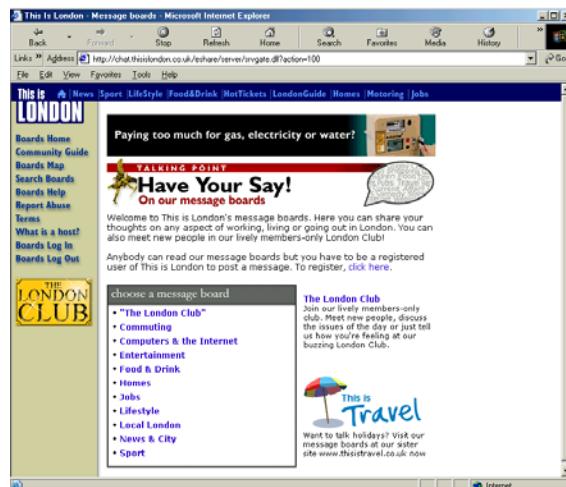 This Is London - Message boards - Microsoft Internet Explorer
Back Forward Stop Refresh Home Search Favorites Media History
Links » Address http://chat.thisislondon.co.uk/eshare/server/srvgate.dll?action=100 Go
File Edit View Favorites Tools Help
This is LONDON
News |Sport |LifeStyle |Food&Drink |HotTickets |LondonGuide |Homes |Motoring |Jobs
Boards Home
Community Guide
Boards Map
Search Boards
Boards Help
Report Abuse
Terms
What is a host?
Boards Log In
Boards Log Out
THE
LONDON
CLUB
Paying too much for gas, electricity or water?
TALKING POINT
Have Your Say!
On our message boards
Welcome to This is London's message boards. Here you can share your
thoughts on any aspect of working, living or going out in London. You can
also meet new people in our lively members-only London Club!
Anybody can read our message boards but you have to be a registered
user of This is London to post a message. To register, click here.
choose a message board
• "The London Club"
• Commuting
• Computers & the Internet
• Entertainment
• Food & Drink
• Homes
• Jobs
• Lifestyle
• Local London
• News & City
• Sport
The London Club
Join our lively members-only
club. Meet new people, discuss
the issues of the day or just tell
us how you're feeling at our
buzzing London Club.
This is
Travel
Want to talk holidays? Visit our
message boards at our sister
site www.thisistravel.co.uk now
Internet